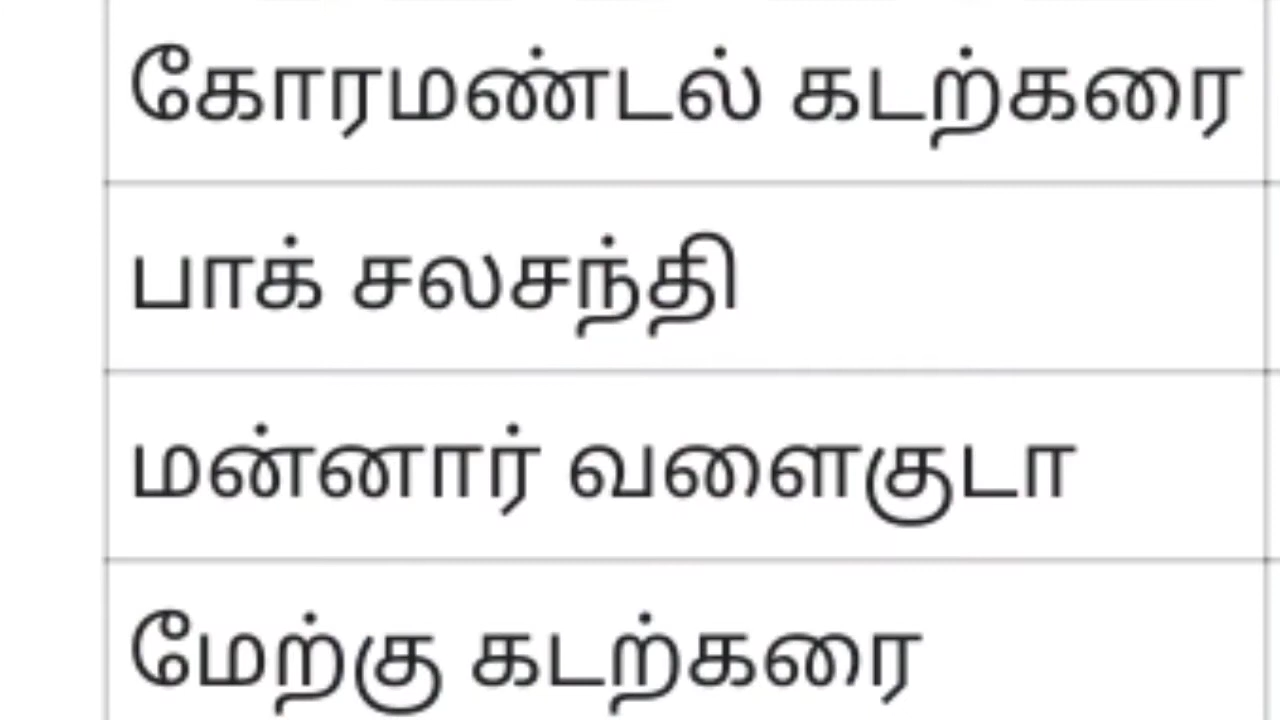 கோரமண்டல் கடற்கரை
பாக் சலசந்தி
மன்னார் வளைகுடா
மேற்கு கடற்கரை